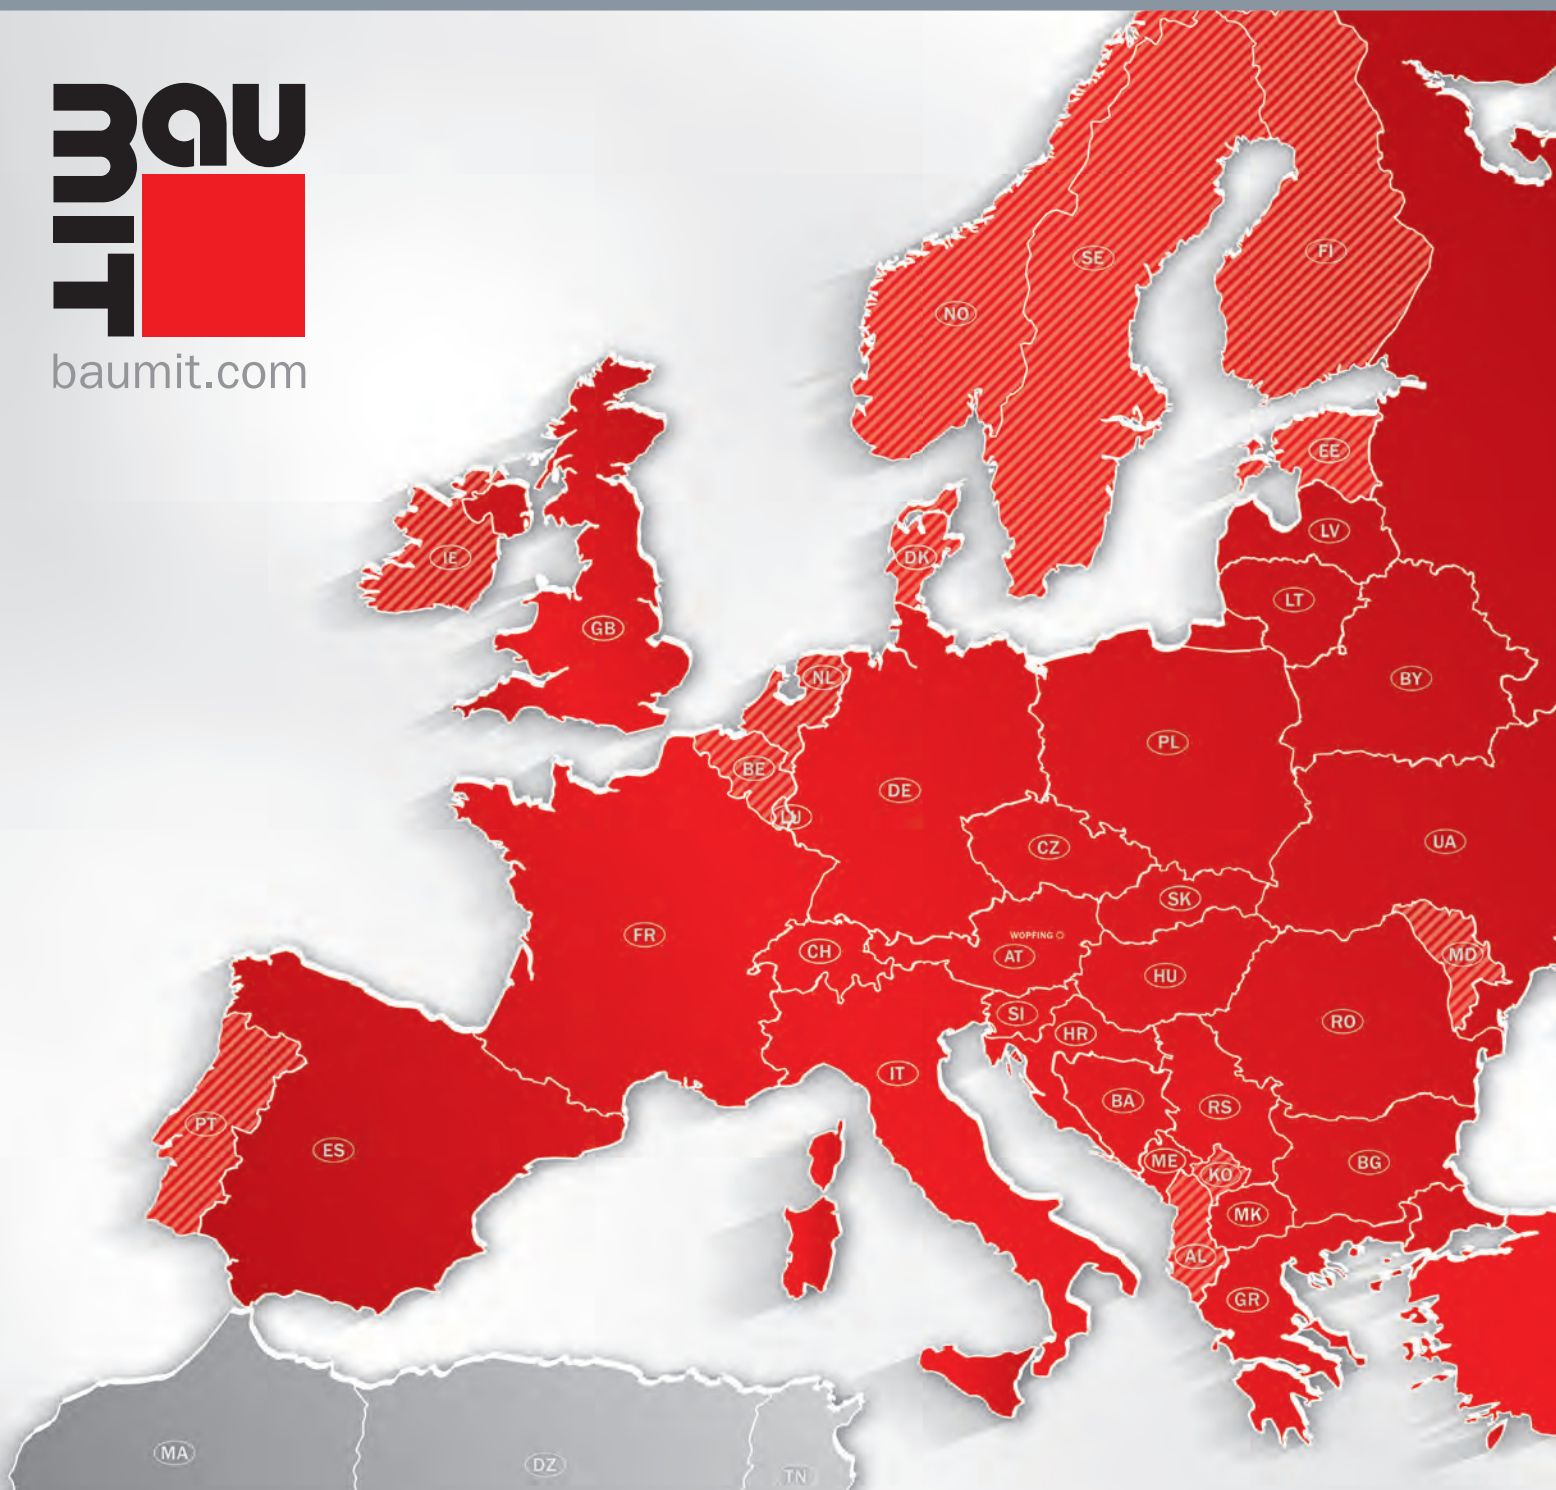 bau
mit
baumit.com
SE
FI
NO
EE
LV
IE
DK
LT
GB
NL
BY
PL
BE
DE
LU
UA
CZ
SK
FR
WOPFING
CH
AT
MD
HU
SI
RO
HR
IT
BA
RS
PT
ES
ME
BG
KO
MK
AL
GR
MA
DZ
TN